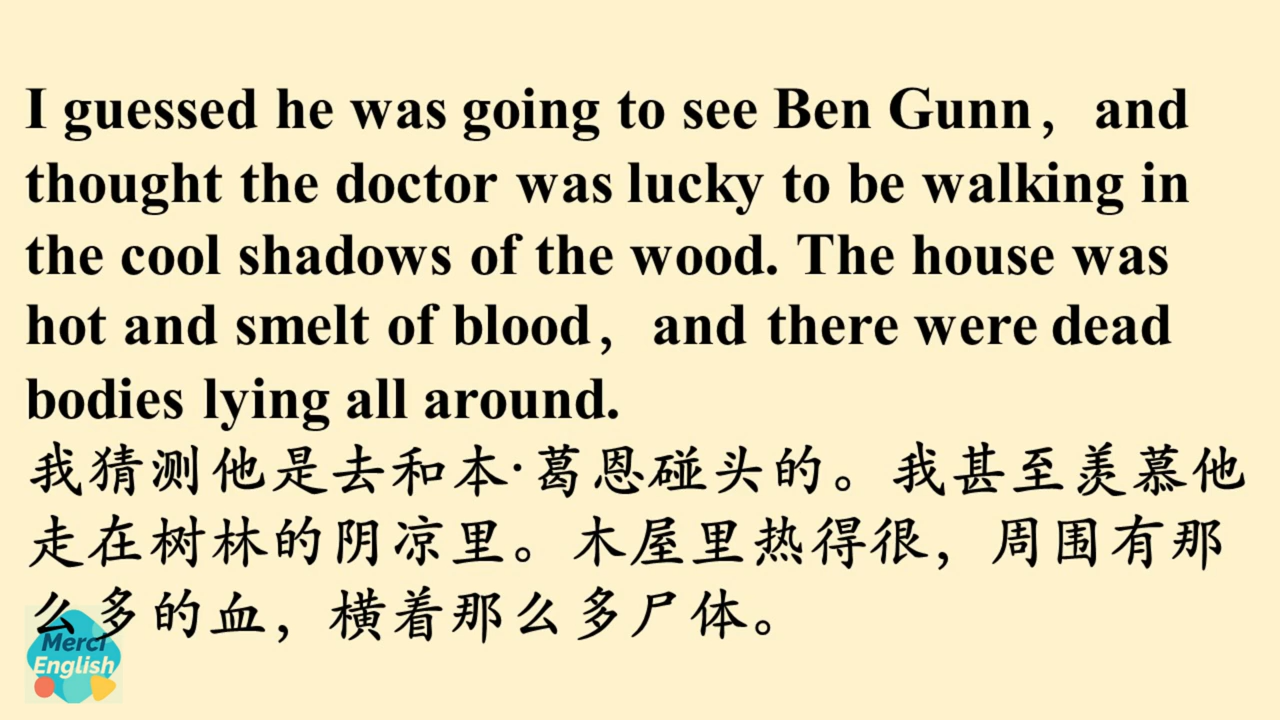 I guessed he was going to see Ben Gunn，and
thought the doctor was lucky to be walking in
the cool shadows of the wood. The house was
hot and smelt of blood，and there were dead
bodies lying all around.
我猜测他是去和本·葛恩碰头的。我甚至羡慕他
走在树林的阴凉里。木屋里热得很，周围有那
么多的血，横着那么多尸体。
Merci
English